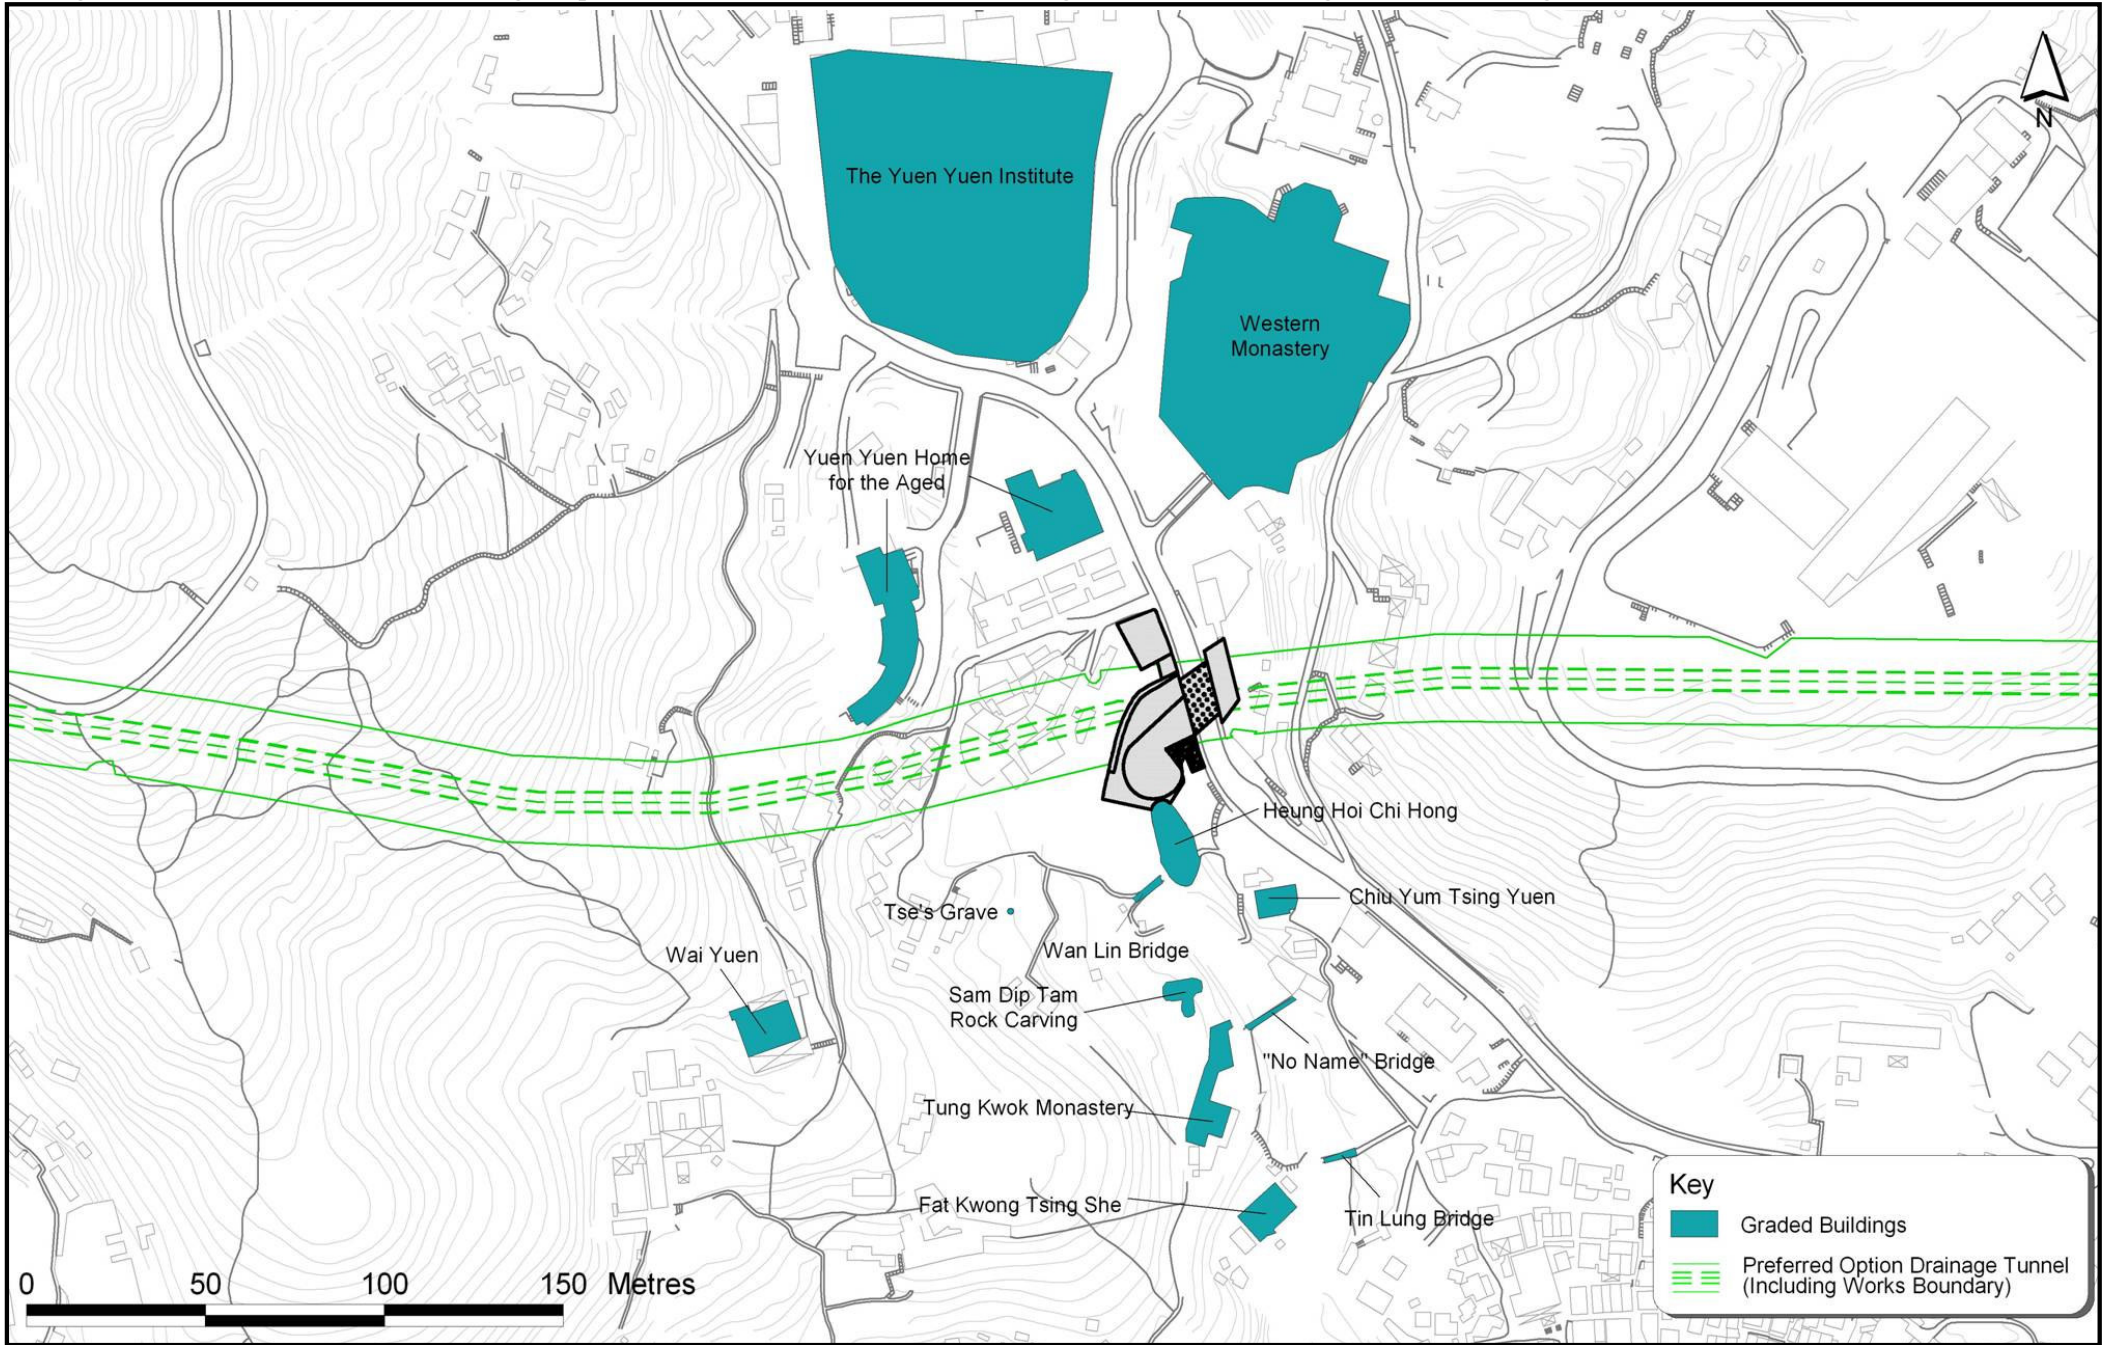 N
The Yuen Yuen Institute
Western
Monastery
Yuen Yuen Home
for the Aged
Heung Hoi Chi Hong
Chiu Yum Tsing Yuen
Tse's Grave
Wan Lin Bridge
Wai Yuen
Sam Dip Tam
Rock Carving
"No Name" Bridge
Tung Kwok Monastery
Fat Kwong Tsing She
Tin Lung Bridge
Key
Graded Buildings
Preferred Option Drainage Tunnel
(Including Works Boundary)
0 50 100 150 Metres